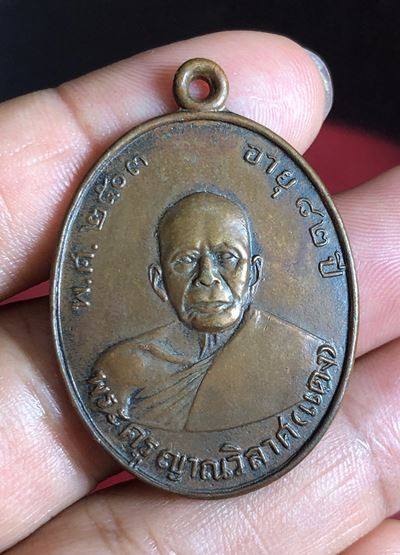 พ.ศ. ๒๕๐๓
อายุ ๘๒ ปี
พระครูญาณวิลาศ(แดง)